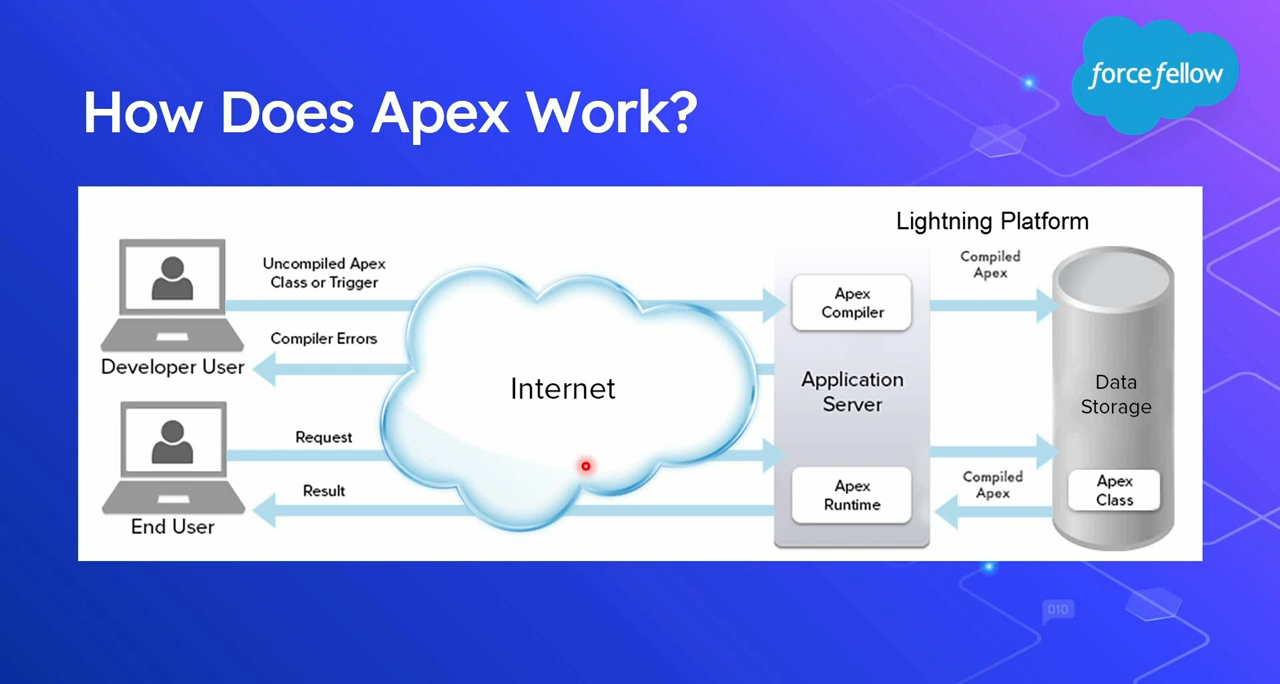 force fellow
How Does Apex Work?
Lightning Platform
Uncompiled Apex
Class or Trigger
Compiler Errors
Developer User
Request
Result
End User
Internet
Apex
Compiler
Application
Server
Apex
Runtime
Compiled
Apex
Compiled
Apex
Data
Storage
Apex
Class
010